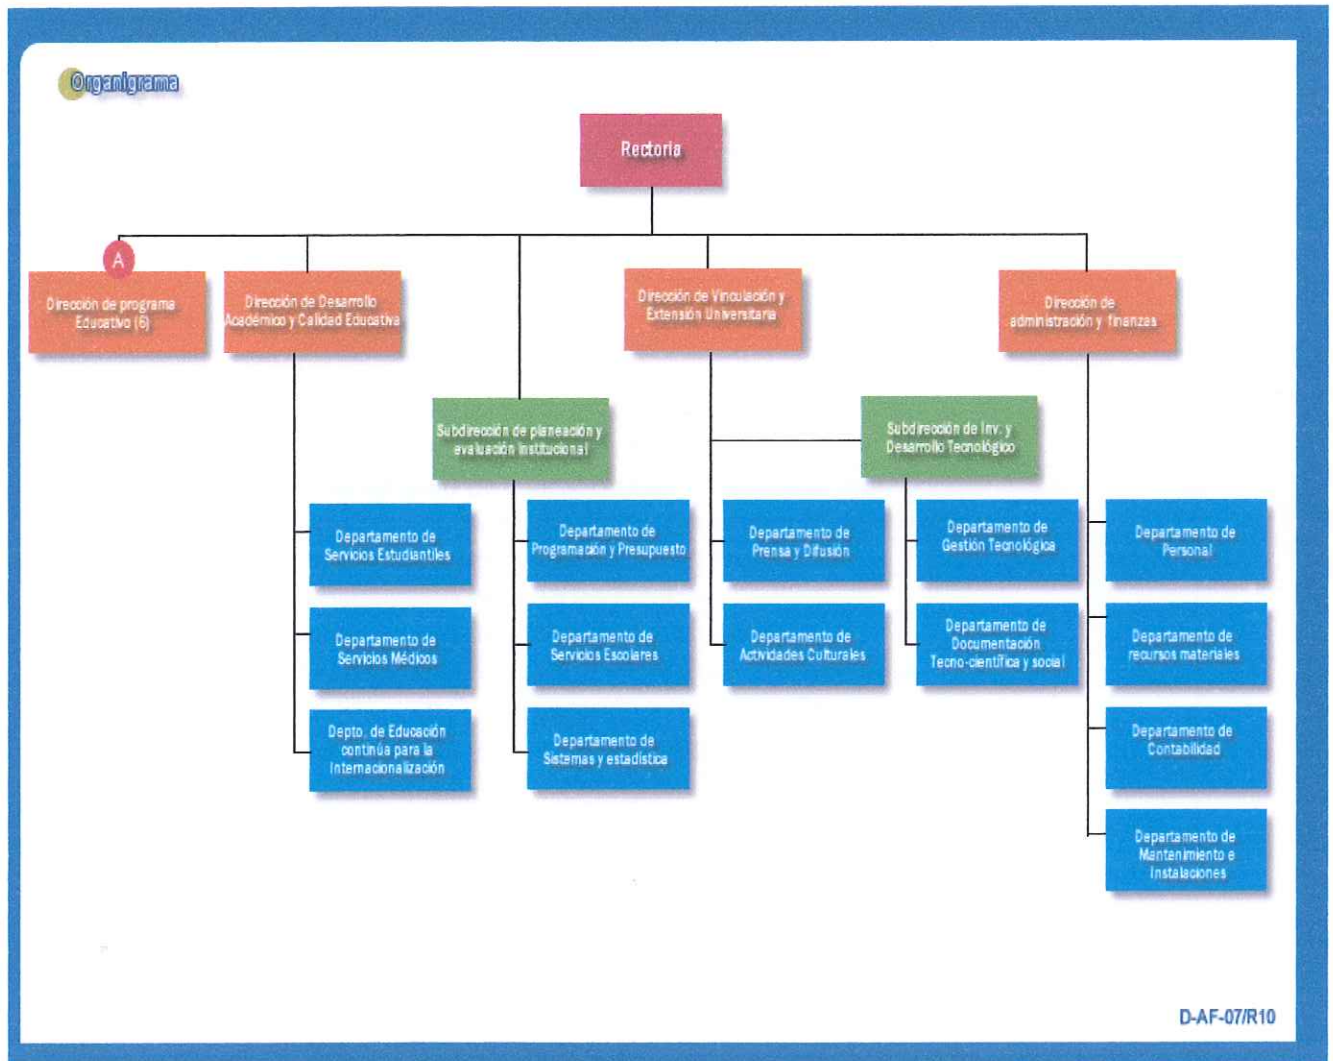 Organigrama
Rectoria
A
Dirección de programa
Educativo (6)
Dirección de Desarrollo
Académico y Calidad Educativa
Dirección de Vinculación y
Extensión Universitaria
Dirección de
administración y finanzas
Subdirección de planeación y
evaluación institucional
Subdirección de Inv. y
Desarrollo Tecnológico
Departamento de
Servicios Estudiantiles
Departamento de
Servicios Médicos
Depto. de Educación
continúa para la
Internacionalización
Departamento de
Programación y Presupuesto
Departamento de
Servicios Escolares
Departamento de
Sistemas y estadística
Departamento de
Prensa y Difusión
Departamento de
Actividades Culturales
Departamento de
Gestión Tecnológica
Departamento de
Documentación
Tecno-científica y social
Departamento de
Personal
Departamento de
recursos materiales
Departamento de
Contabilidad
Departamento de
Mantenimiento e
Instalaciones
D-AF-07/R10